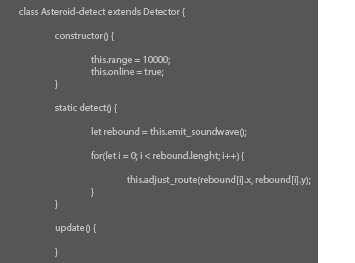 class Asteroid-detect extends Detector {
constructor() {
this.range = 10000;
this.online = true;
}
static detect() {
let rebound = this.emit_soundwave();
for(let i = 0; i < rebound.lenght; i++) {
this.adjust_route(rebound[i].x, rebound[i].y);
}
}
update() {
}